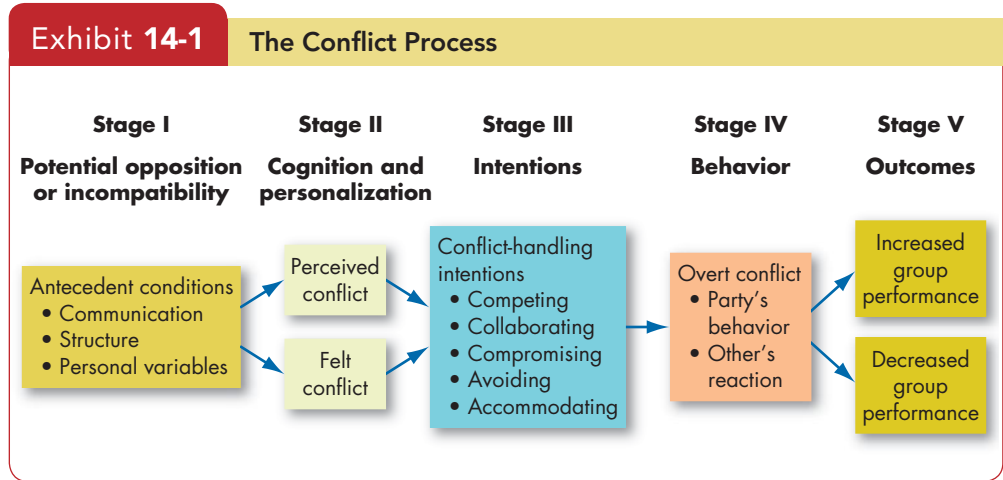 Exhibit 14-1
The Conflict Process
Stage I
Potential opposition
or incompatibility
Stage II
Cognition and
personalization
Stage III
Intentions
Stage IV
Behavior
Stage V
Outcomes
Antecedent conditions
• Communication
• Structure
• Personal variables
Perceived
conflict
Felt
conflict
Conflict-handling
intentions
• Competing
• Collaborating
• Compromising
• Avoiding
• Accommodating
Overt conflict
• Party's
behavior
• Other's
reaction
Increased
group
performance
Decreased
group
performance